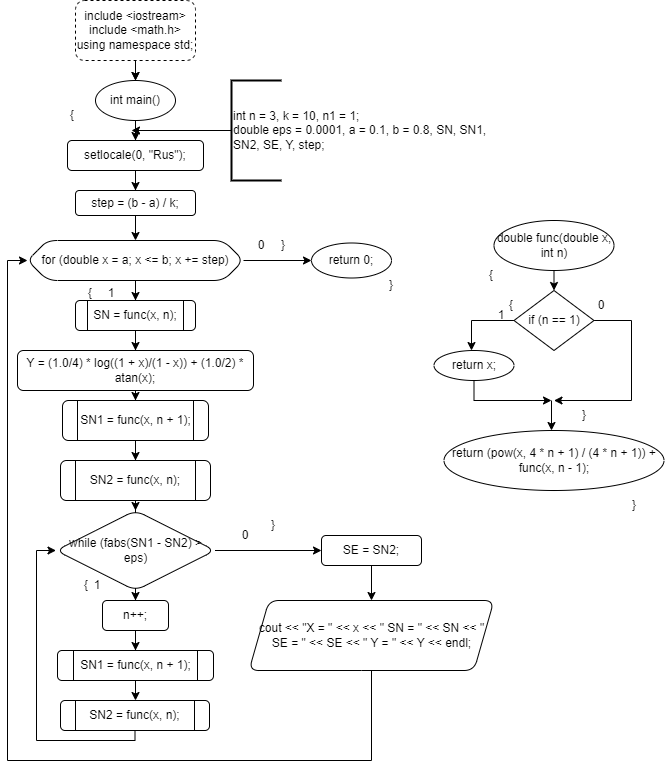 include <iostream>
include <math.h>
using namespace std;
int main()
{
int n = 3, k = 10, n1 = 1;
double eps = 0.0001, a = 0.1, b = 0.8, SN, SN1,
SN2, SE, Y, step;
setlocale(0, "Rus");
step = (b - a) / k;
for (double x = a; x <= b; x += step)
0 }
return 0;
}
{ 1
SN = func(x, n);
Y = (1.0/4) * log((1 + x)/(1 - x)) + (1.0/2) *
atan(x);
SN1 = func(x, n + 1);
SN2 = func(x, n);
while (fabs(SN1 - SN2) >
eps)
0 }
{ 1
n++;
SN1 = func(x, n + 1);
SN2 = func(x, n);
SE = SN2;
cout << "X = " << x << " SN = " << SN << "
SE = " << SE << " Y = " << Y << endl;
double func(double x,
int n)
{
if (n == 1)
{
1
0
return x;
}
return (pow(x, 4 * n + 1) / (4 * n + 1)) +
func(x, n - 1);
}